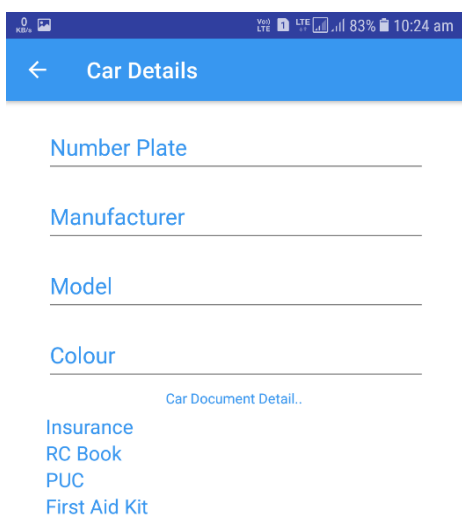 0
KB/s
Vo))
LTE 1 LTE 83% 10:24 am
Car Details
Number Plate
Manufacturer
Model
Colour
Car Document Detail..
Insurance
RC Book
PUC
First Aid Kit